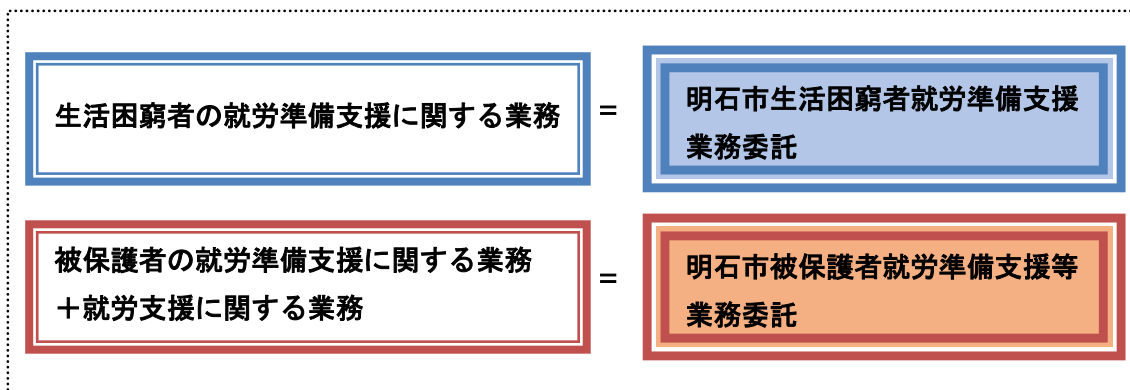 生活困窮者の就労準備支援に関する業務
=
明石市生活困窮者就労準備支援
業務委託
被保護者の就労準備支援に関する業務
＋就労支援に関する業務
=
明石市被保護者就労準備支援等
業務委託